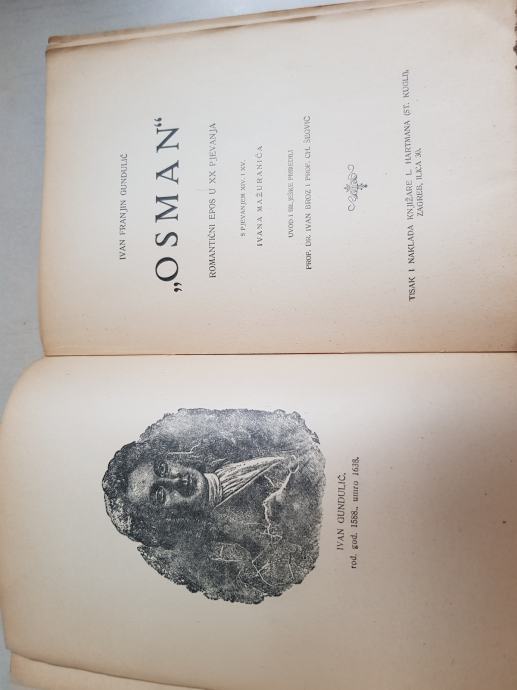 IVAN GUNDULIĆ,
rod. god. 1588., umro 1638.
IVAN FRANJIN GUNDULIĆ
„OSMAN“
ROMANTIČNI EPOS U XX PJEVANJA
S PJEVANJEM XIV. I XV.
IVANA MAŽURANIĆA
UVOD I BILJEŠKE PRIREDILI
PROF. DR. IVAN BROZ I PROF. CH. ŠEGVIĆ
TISAK I NAKLADA KNJIŽARE L. HARTMANA (ST. KUGLI),
ZAGREB, ILICA 30.